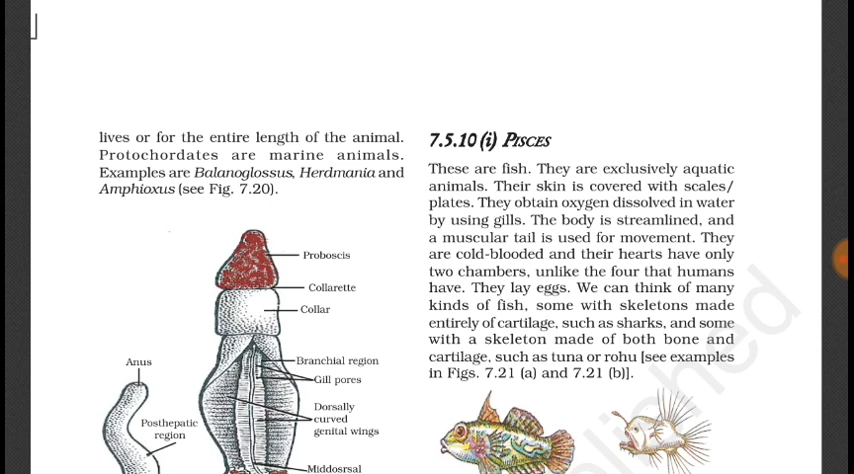 lives or for the entire length of the animal.
Protochordates are marine animals.
Examples are Balanoglossus, Herdmania and
Amphioxus (see Fig. 7.20).
Proboscis
Collarette
Collar
Branchial region
Gill pores
Dorsally
curved
genital wings
Middosrsal
Anus
Posthepatic
region
7.5.10 (i) PISCES
These are fish. They are exclusively aquatic
animals. Their skin is covered with scales/
plates. They obtain oxygen dissolved in water
by using gills. The body is streamlined, and
a muscular tail is used for movement. They
are cold-blooded and their hearts have only
two chambers, unlike the four that humans
have. They lay eggs. We can think of many
kinds of fish, some with skeletons made
entirely of cartilage, such as sharks, and some
with a skeleton made of both bone and
cartilage, such as tuna or rohu [see examples
in Figs. 7.21 (a) and 7.21 (b)].